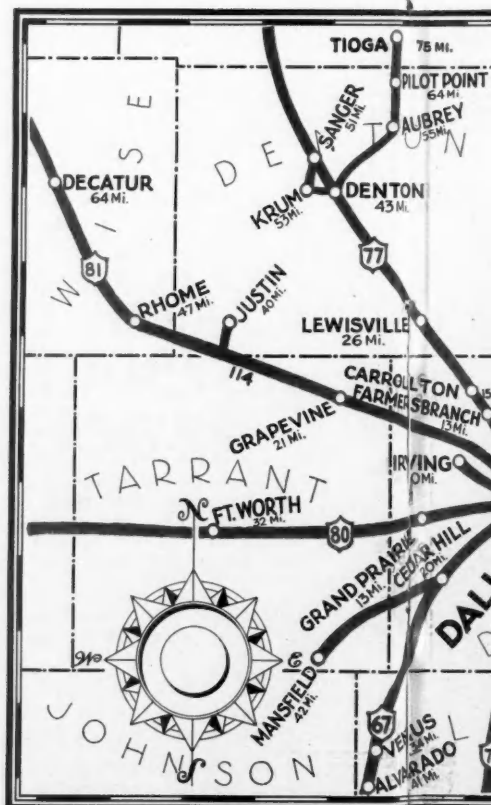 TIOGA
75 MI.
PILOT POINT
64 Mi.
AUBREY
55 Mi.
SANGER
51 Mi.
DENTON
WISE
DECATUR
64 Mi.
KRUM
53 Mi.
DENTON
43 Mi.
81
77
RHOME
47 Mi.
JUSTIN
40 Mi.
LEWISVILLE
26 Mi.
114
CARROLLTON
15
FARMERSBRANCH
13 Mi.
GRAPEVINE
21 Mi.
IRVING
TARRANT
N
FT. WORTH
32 Mi.
80
GRAND PRAIRIE
13 Mi.
CEDAR HILL
20 Mi.
DALL
MANSFIELD
42 Mi.
67
VENUS
34 Mi.
ALVARADO
41 Mi.
JOHNSON
S